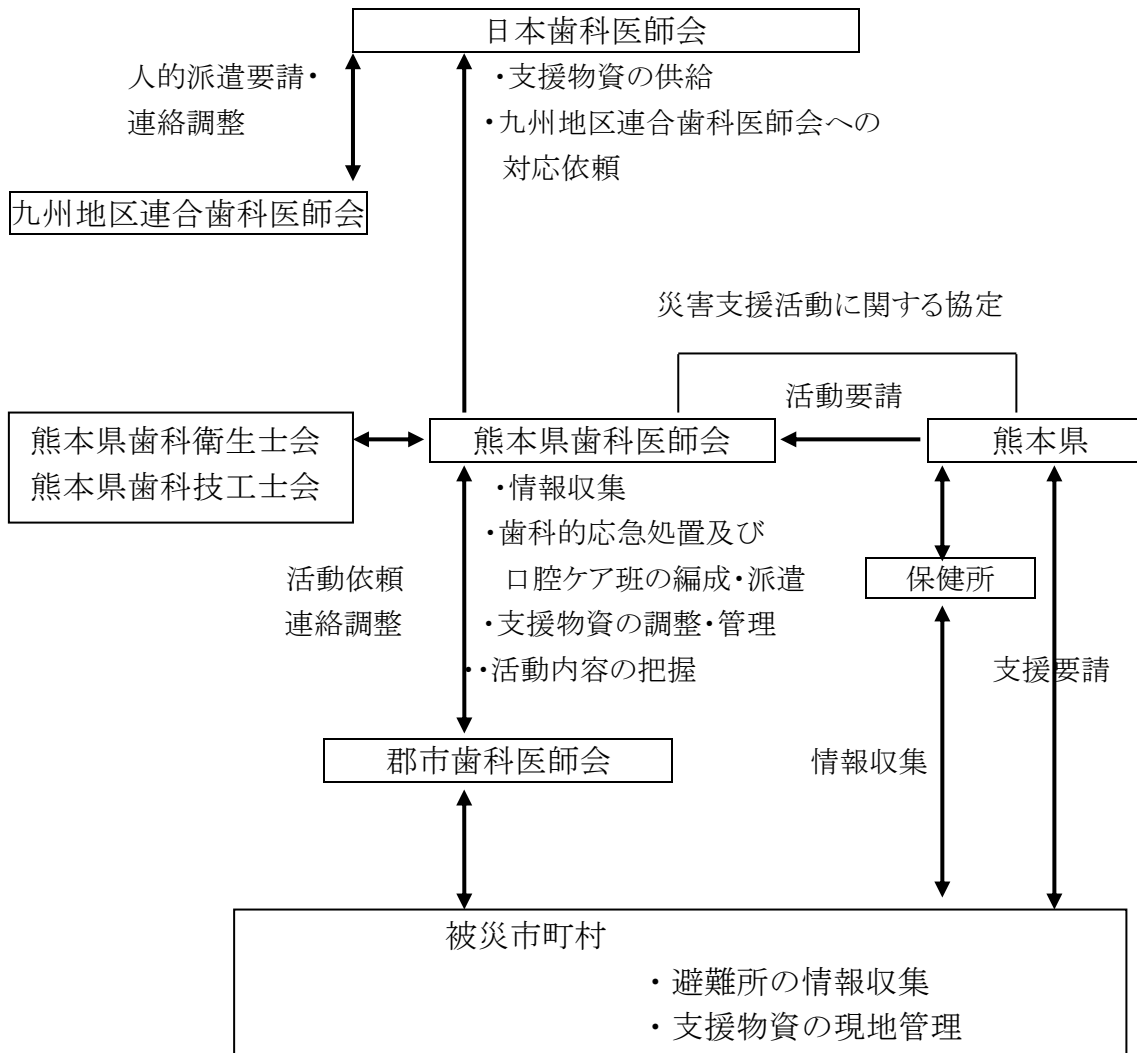 日本歯科医師会
人的派遣要請・
連絡調整
・支援物資の供給
・九州地区連合歯科医師会への
対応依頼
九州地区連合歯科医師会
災害支援活動に関する協定
活動要請
熊本県歯科衛生士会
熊本県歯科技工士会
熊本県歯科医師会
熊本県
・情報収集
・歯科的応急処置及び
口腔ケア班の編成・派遣
・支援物資の調整・管理
・・活動内容の把握
活動依頼
連絡調整
保健所
支援要請
情報収集
郡市歯科医師会
被災市町村
・ 避難所の情報収集
・ 支援物資の現地管理